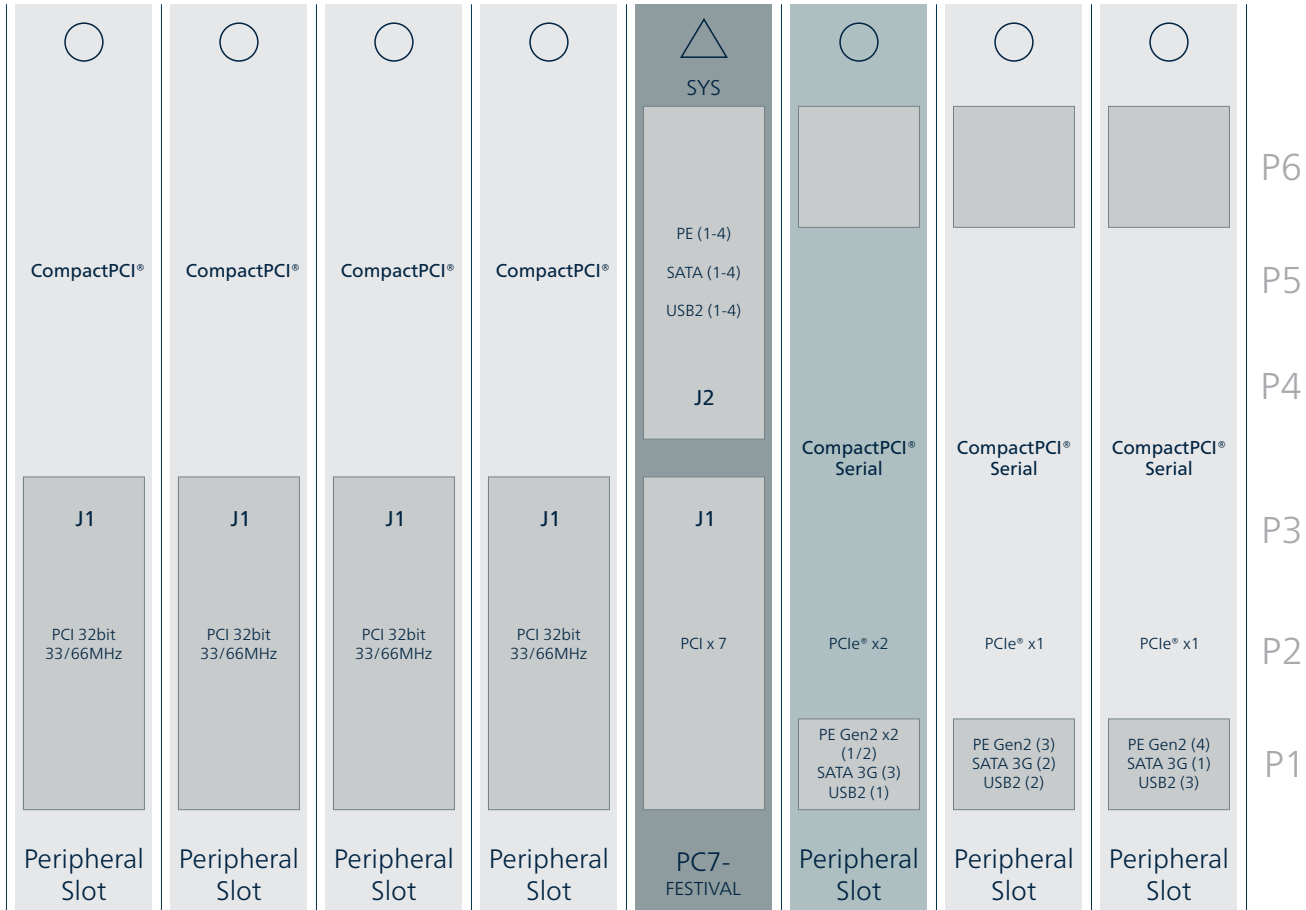 CompactPCI®
J1
PCI 32bit
33/66MHz
Peripheral
Slot
CompactPCI®
J1
PCI 32bit
33/66MHz
Peripheral
Slot
CompactPCI®
J1
PCI 32bit
33/66MHz
Peripheral
Slot
CompactPCI®
J1
PCI 32bit
33/66MHz
Peripheral
Slot
SYS
PE (1-4)
SATA (1-4)
USB2 (1-4)
J2
J1
PCI x 7
PC7-
FESTIVAL
CompactPCI®
Serial
PCIe® x2
PE Gen2 x2
(1/2)
SATA 3G (3)
USB2 (1)
Peripheral
Slot
CompactPCI®
Serial
PCIe® x1
PE Gen2 (3)
SATA 3G (2)
USB2 (2)
Peripheral
Slot
CompactPCI®
Serial
PCIe® x1
PE Gen2 (4)
SATA 3G (1)
USB2 (3)
Peripheral
Slot
P6
P5
P4
P3
P2
P1